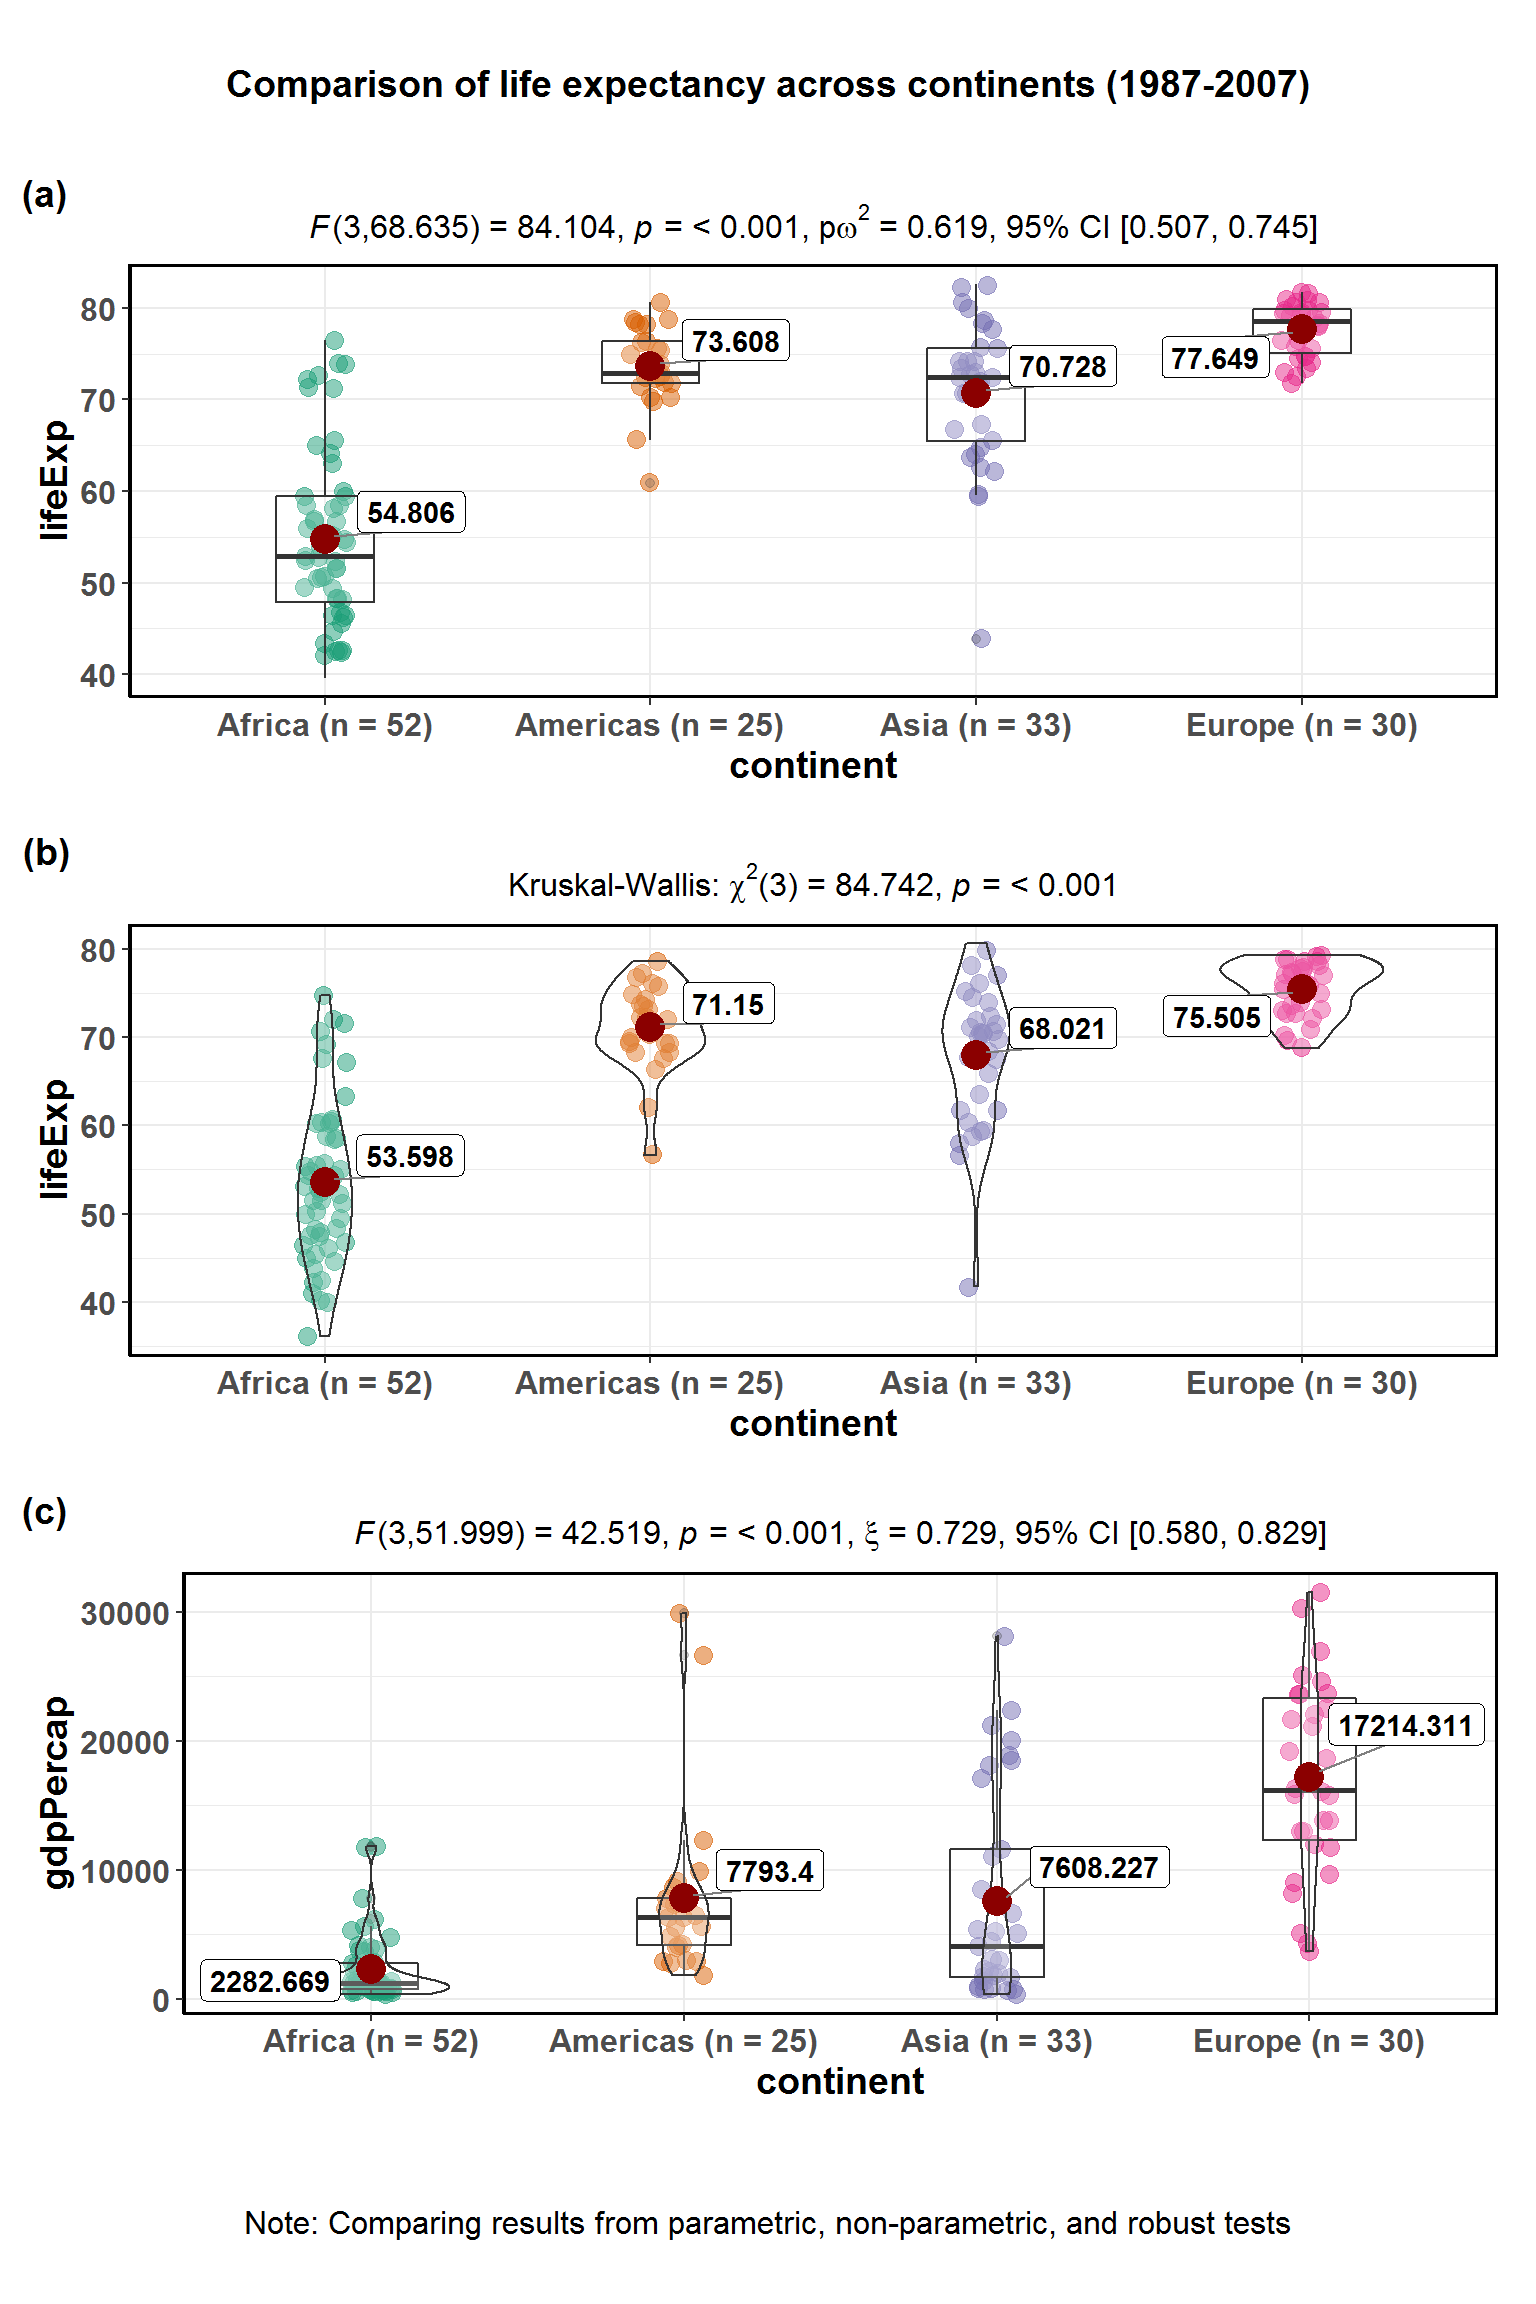 Comparison of life expectancy across continents (1987-2007)
(a)
F(3,68.635) = 84.104, p = < 0.001, pω² = 0.619, 95% CI [0.507, 0.745]
lifeExp
80
70
60
50
40
54.806
73.608
70.728
77.649
Africa (n = 52) Americas (n = 25) Asia (n = 33) Europe (n = 30)
continent
(b)
Kruskal-Wallis: χ²(3) = 84.742, p = < 0.001
lifeExp
80
70
60
50
40
53.598
71.15
68.021
75.505
Africa (n = 52) Americas (n = 25) Asia (n = 33) Europe (n = 30)
continent
(c)
F(3,51.999) = 42.519, p = < 0.001, ξ = 0.729, 95% CI [0.580, 0.829]
gdpPercap
30000
20000
10000
0
2282.669
7793.4
7608.227
17214.311
Africa (n = 52) Americas (n = 25) Asia (n = 33) Europe (n = 30)
continent
Note: Comparing results from parametric, non-parametric, and robust tests